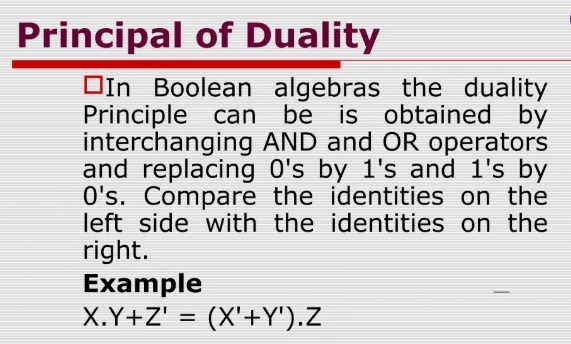 Principal of Duality
In Boolean algebras the duality
Principle can be is obtained by
interchanging AND and OR operators
and replacing 0's by 1's and 1's by
0's. Compare the identities on the
left side with the identities on the
right.
Example
X.Y+Z' = (X'+Y').Z